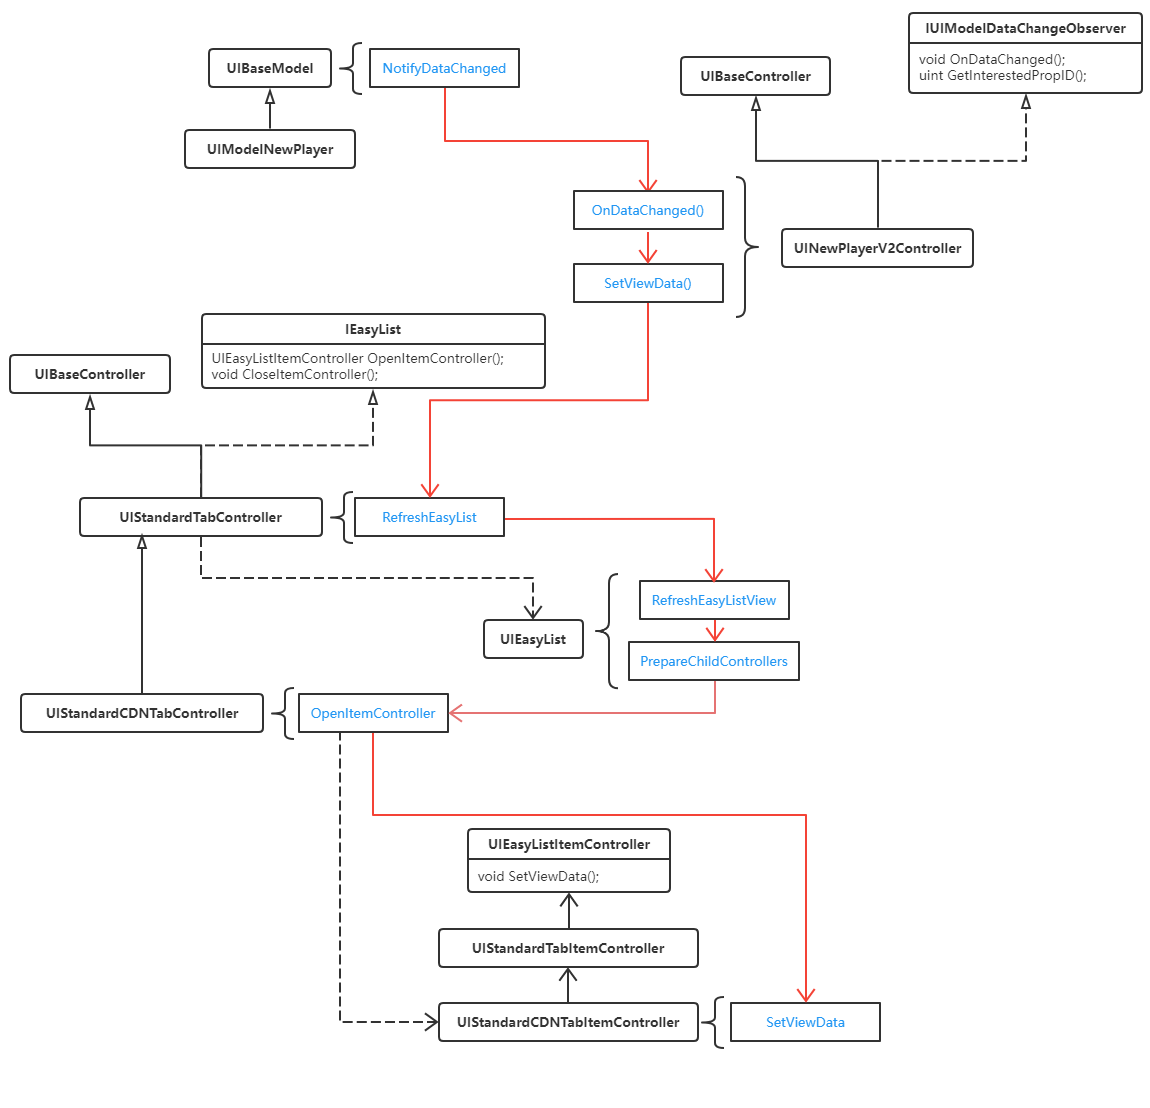 IUIModelDataChangeObserver
void OnDataChanged();
uint GetInterestedPropID();
UIBaseModel
NotifyDataChanged
UIBaseController
UIModelNewPlayer
OnDataChanged()
UINewPlayerV2Controller
SetViewData()
IEasyList
UIEasyListItemController OpenItemController();
void CloseItemController();
UIBaseController
UIStandardTabController
RefreshEasyList
RefreshEasyListView
UIEasyList
PrepareChildControllers
UIStandardCDNTabController
OpenItemController
UIEasyListItemController
void SetViewData();
UIStandardTabItemController
UIStandardCDNTabItemController
SetViewData